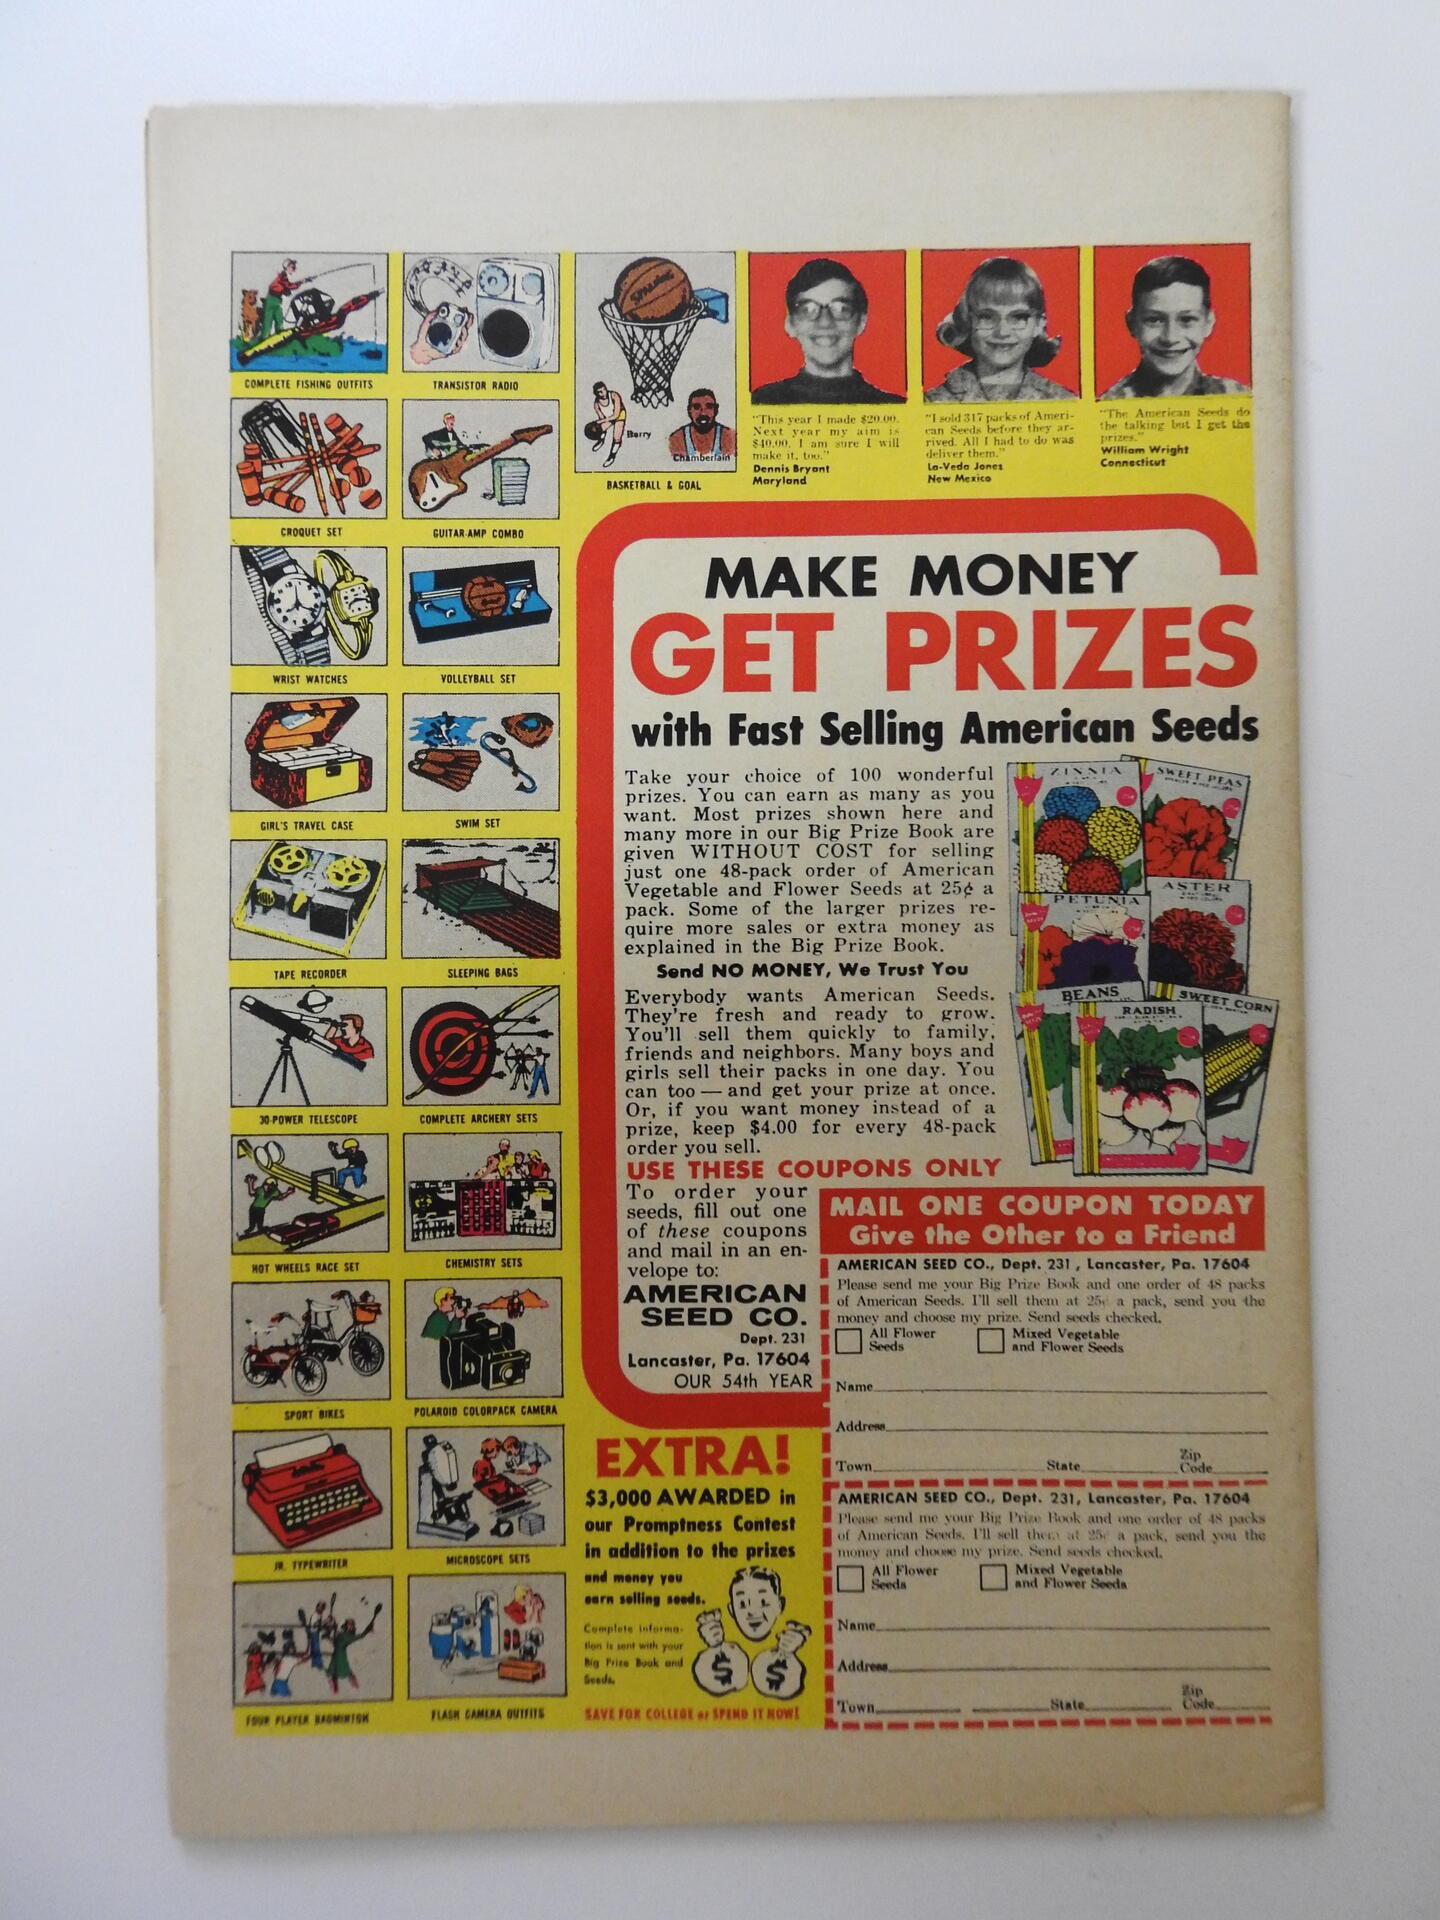 COMPLETE FISHING OUTFITS
TRANSISTOR RADIO
CROQUET SET
GUITAR-AMP COMBO
WRIST WATCHES
VOLLEYBALL SET
GIRL'S TRAVEL CASE
SWIM SET
TAPE RECORDER
SLEEPING BAGS
30-POWER TELESCOPE
COMPLETE ARCHERY SETS
HOT WHEELS RACE SET
CHEMISTRY SETS
SPORT BIKES
POLAROID COLORPACK CAMERA
JR. TYPEWRITER
MICROSCOPE SETS
FOUR PLAYER BADMINTON
FLASH CAMERA OUTFITS
SPALDING
Barry
Chamberlain
BASKETBALL & GOAL
"This year I made $20.00.
Next year my aim is
$40.00. I am sure I will
make it, too."
Dennis Bryant
Maryland
"I sold 317 packs of Ameri-
can Seeds before they ar-
rived. All I had to do was
deliver them."
La-Veda Jones
New Mexico
"The American Seeds do
the talking but I get the
prizes."
William Wright
Connecticut
MAKE MONEY
GET PRIZES
with Fast Selling American Seeds
Take your choice of 100 wonderful
prizes. You can earn as many as you
want. Most prizes shown here and
many more in our Big Prize Book are
given WITHOUT COST for selling
just one 48-pack order of American
Vegetable and Flower Seeds at 25¢ a
pack. Some of the larger prizes re-
quire more sales or extra money as
explained in the Big Prize Book.
Send NO MONEY, We Trust You
Everybody wants American Seeds.
They're fresh and ready to grow.
You'll sell them quickly to family,
friends and neighbors. Many boys and
girls sell their packs in one day. You
can too — and get your prize at once.
Or, if you want money instead of a
prize, keep $4.00 for every 48-pack
order you sell.
ZINNIA
SWEET PEAS
PETUNIA
ASTER
BEANS
RADISH
SWEET CORN
USE THESE COUPONS ONLY
To order your
seeds, fill out one
of these coupons
and mail in an en-
velope to:
AMERICAN
SEED CO.
Dept. 231
Lancaster, Pa. 17604
OUR 54th YEAR
EXTRA!
$3,000 AWARDED in
our Promptness Contest
in addition to the prizes
and money you
earn selling seeds.
Complete informa-
tion is sent with your
Big Prize Book and
Seeds.
$ $
SAVE FOR COLLEGE or SPEND IT NOW!
MAIL ONE COUPON TODAY
Give the Other to a Friend
AMERICAN SEED CO., Dept. 231, Lancaster, Pa. 17604
Please send me your Big Prize Book and one order of 48 packs
of American Seeds. I'll sell them at 25¢ a pack, send you the
money and choose my prize. Send seeds checked.
All Flower Seeds
Mixed Vegetable and Flower Seeds
Name
Address
Town State Zip Code
AMERICAN SEED CO., Dept. 231, Lancaster, Pa. 17604
Please send me your Big Prize Book and one order of 48 packs
of American Seeds. I'll sell them at 25¢ a pack, send you the
money and choose my prize. Send seeds checked.
All Flower Seeds
Mixed Vegetable and Flower Seeds
Name
Address
Town State Zip Code